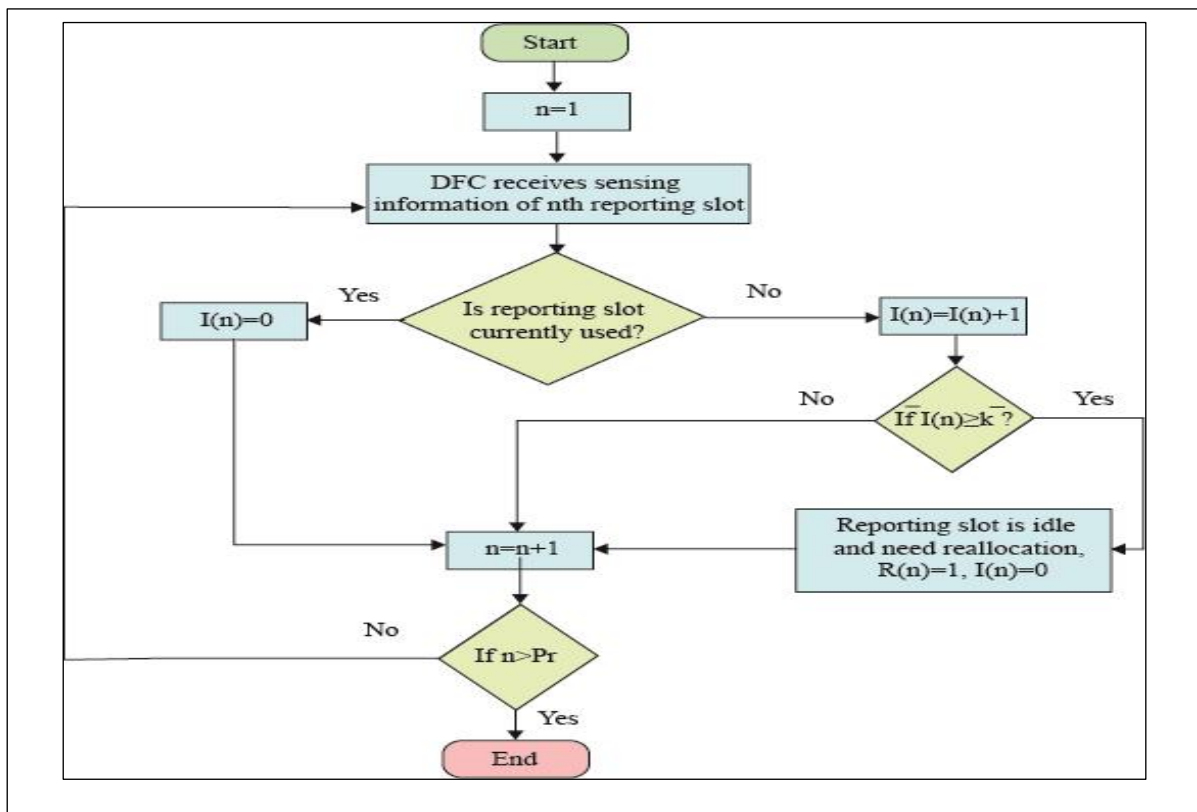 Start
n=1
DFC receives sensing
information of nth reporting slot
Is reporting slot
currently used?
Yes
No
I(n)=0
I(n)=I(n)+1
If I(n)≥k ?
No
Yes
Reporting slot is idle
and need reallocation,
R(n)=1, I(n)=0
n=n+1
If n>Pr
No
Yes
End